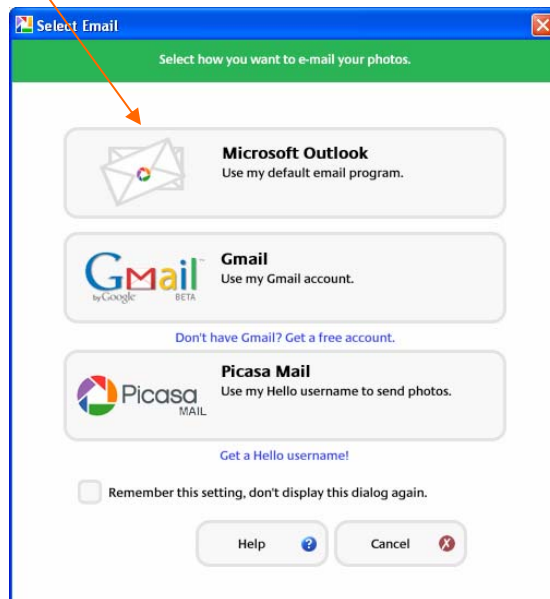 Select Email
Select how you want to e-mail your photos.
Microsoft Outlook
Use my default email program.
Gmail
by Google BETA
Gmail
Use my Gmail account.
Don't have Gmail? Get a free account.
Picasa
MAIL
Picasa Mail
Use my Hello username to send photos.
Get a Hello username!
Remember this setting, don't display this dialog again.
Help ?
Cancel